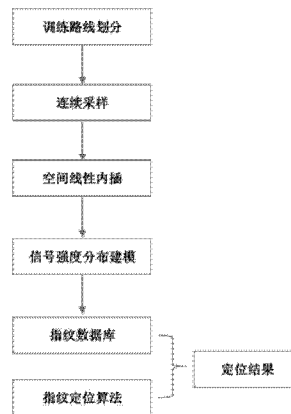 训练路线划分
连续采样
空间线性内涵
信号强度分布建模
指纹数据库
定位结果
指纹定位算法